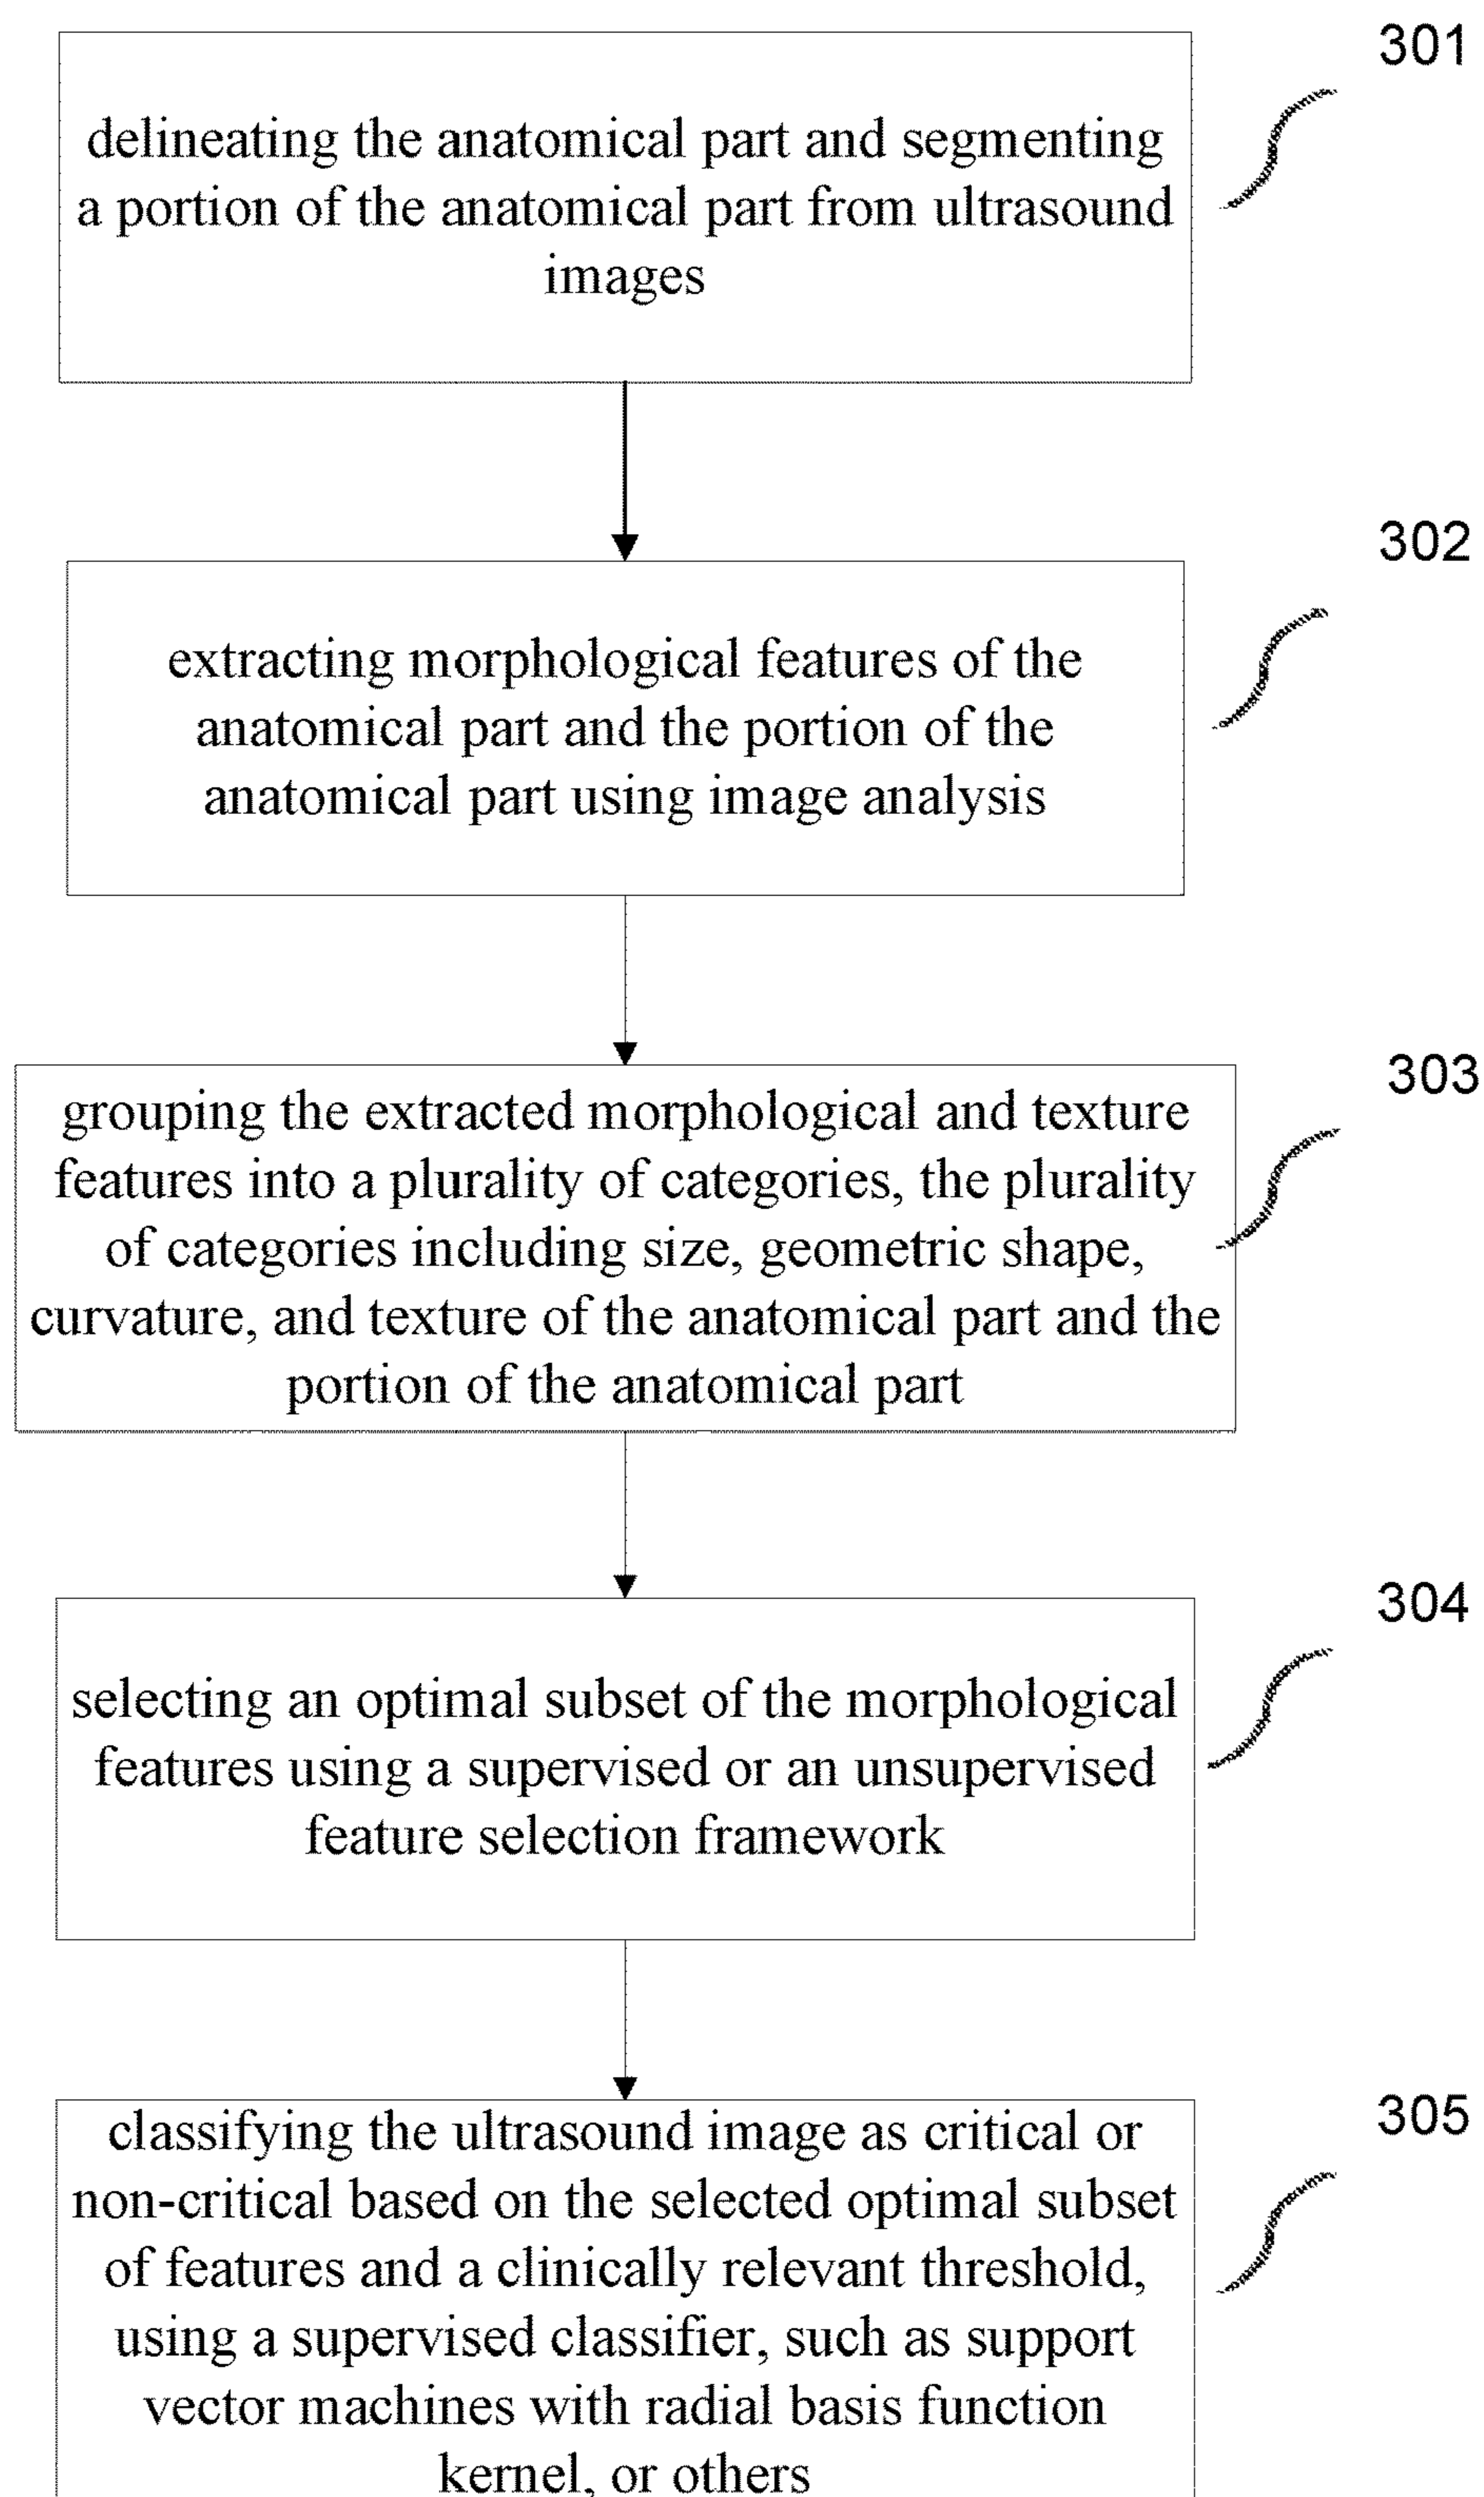 301
delineating the anatomical part and segmenting
a portion of the anatomical part from ultrasound
images
302
extracting morphological features of the
anatomical part and the portion of the
anatomical part using image analysis
303
grouping the extracted morphological and texture
features into a plurality of categories, the plurality
of categories including size, geometric shape,
curvature, and texture of the anatomical part and the
portion of the anatomical part
304
selecting an optimal subset of the morphological
features using a supervised or an unsupervised
feature selection framework
305
classifying the ultrasound image as critical or
non-critical based on the selected optimal subset
of features and a clinically relevant threshold,
using a supervised classifier, such as support
vector machines with radial basis function
kernel, or others